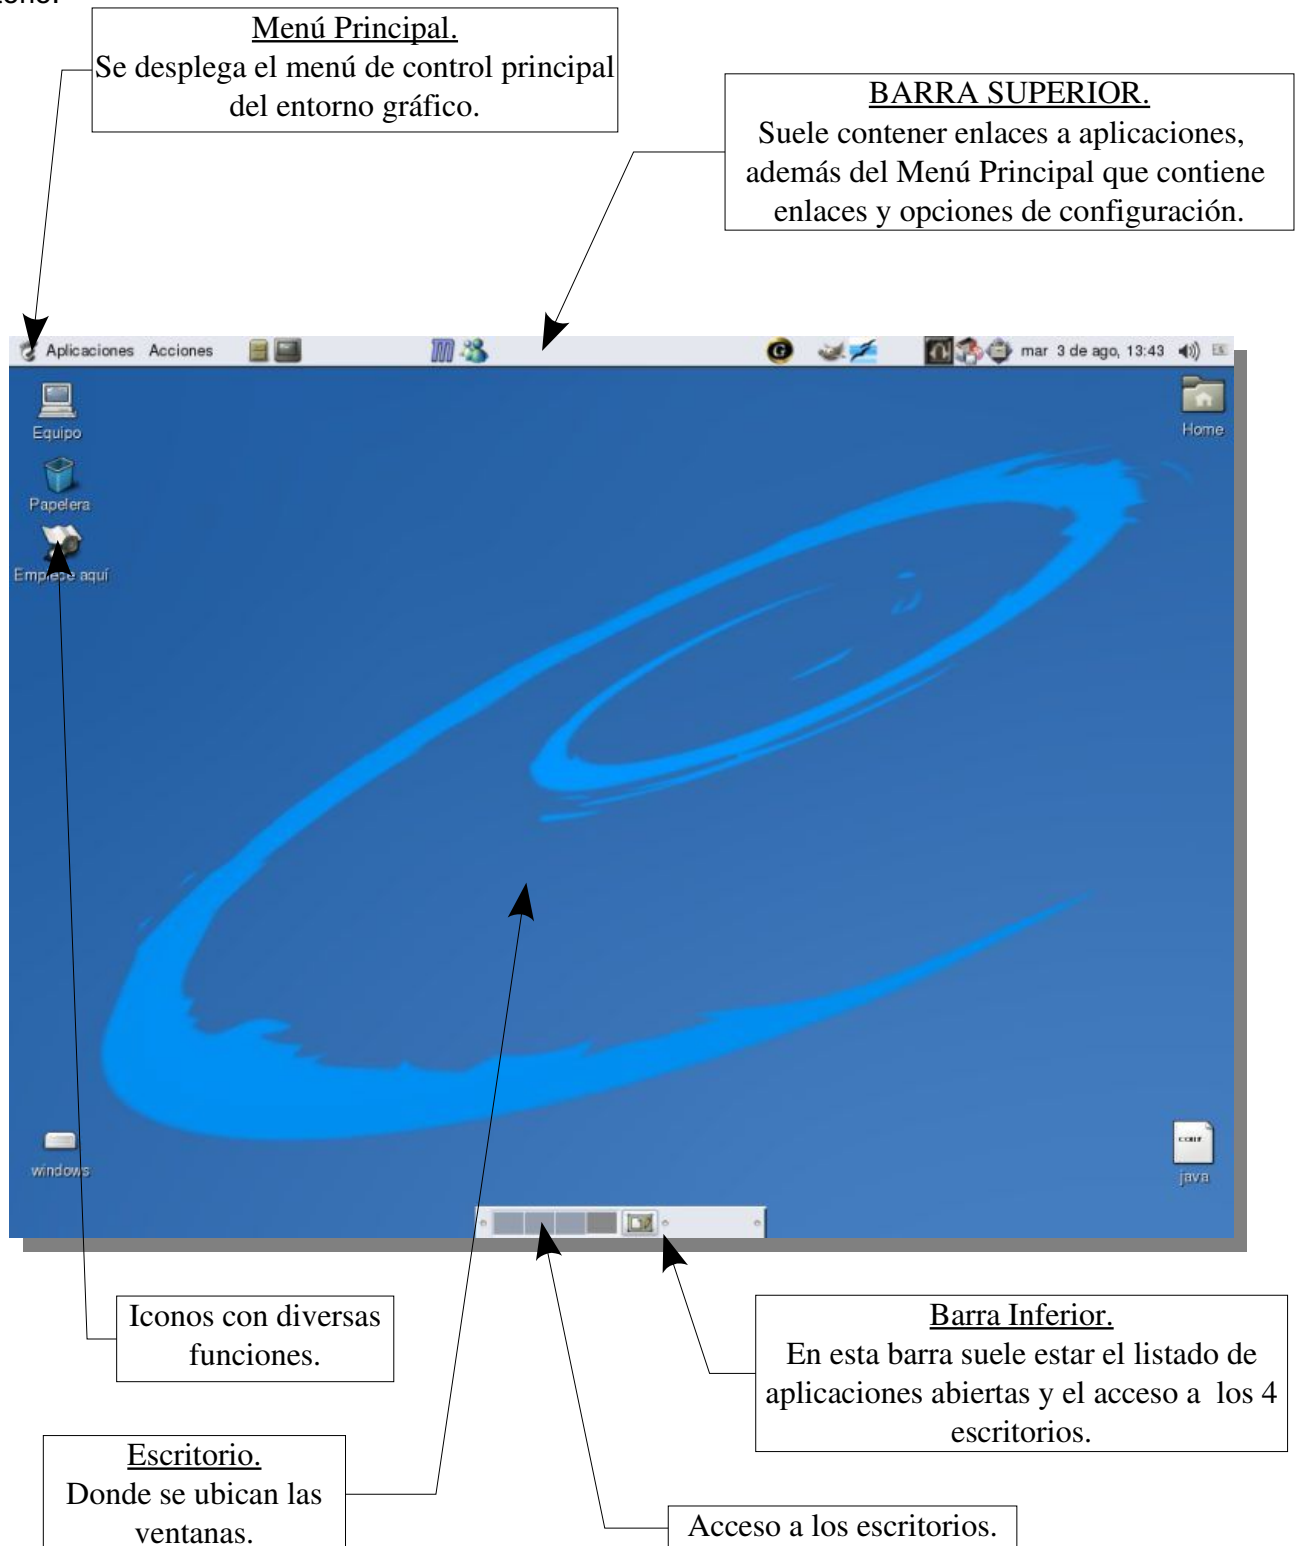 Menú Principal.
Se desplega el menú de control principal
del entorno gráfico.
BARRA SUPERIOR.
Suele contener enlaces a aplicaciones,
además del Menú Principal que contiene
enlaces y opciones de configuración.
Aplicaciones Acciones mar 3 de ago, 13:43
Equipo
Home
Papelera
Empiece aquí
windows
java
Iconos con diversas
funciones.
Barra Inferior.
En esta barra suele estar el listado de
aplicaciones abiertas y el acceso a los 4
escritorios.
Escritorio.
Donde se ubican las
ventanas.
Acceso a los escritorios.